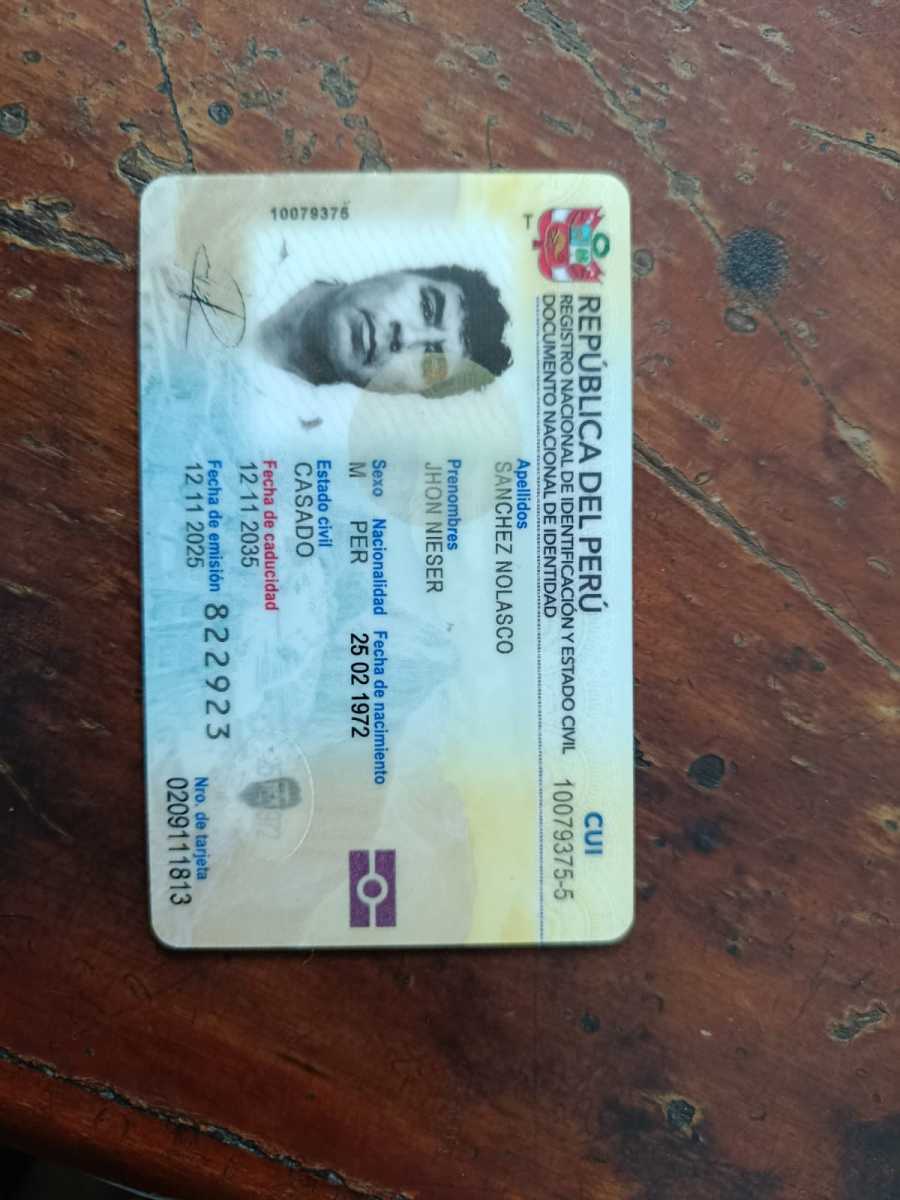 REPÚBLICA DEL PERÚ
REGISTRO NACIONAL DE IDENTIFICACIÓN Y ESTADO CIVIL
DOCUMENTO NACIONAL DE IDENTIDAD
CUI
10079375-5
T
10079375
Apellidos
SANCHEZ NOLASCO
Prenombres
JHON NIESER
Sexo Nacionalidad Fecha de nacimiento
M PER 25 02 1972
Estado civil
CASADO
Fecha de caducidad
12 11 2035
Fecha de emisión
12 11 2025
8222923
Nro. de tarjeta
0209111813